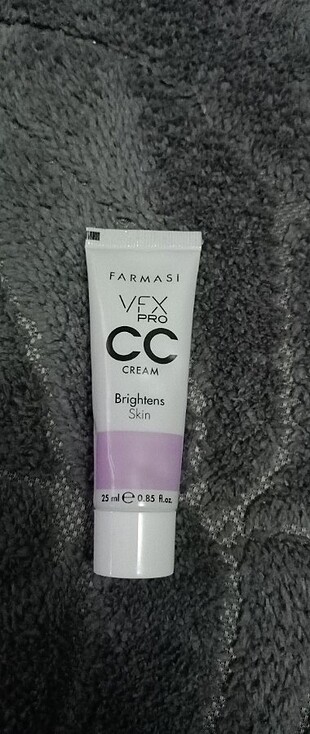 FARMASİ
VFX
PRO
CC
CREAM
Brightens
Skin
25 ml ℮ 0.85 fl.oz.